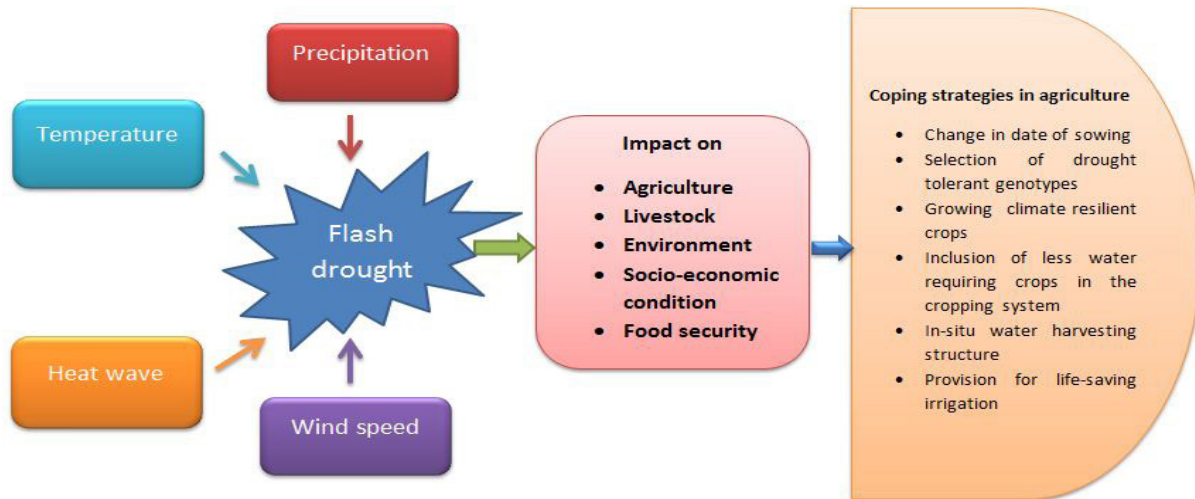 Precipitation
Temperature
Flash
drought
Heat wave
Wind speed
Impact on
• Agriculture
• Livestock
• Environment
• Socio-economic
condition
• Food security
Coping strategies in agriculture
• Change in date of sowing
• Selection of drought
tolerant genotypes
• Growing climate resilient
crops
• Inclusion of less water
requiring crops in the
cropping system
• In-situ water harvesting
structure
• Provision for life-saving
irrigation